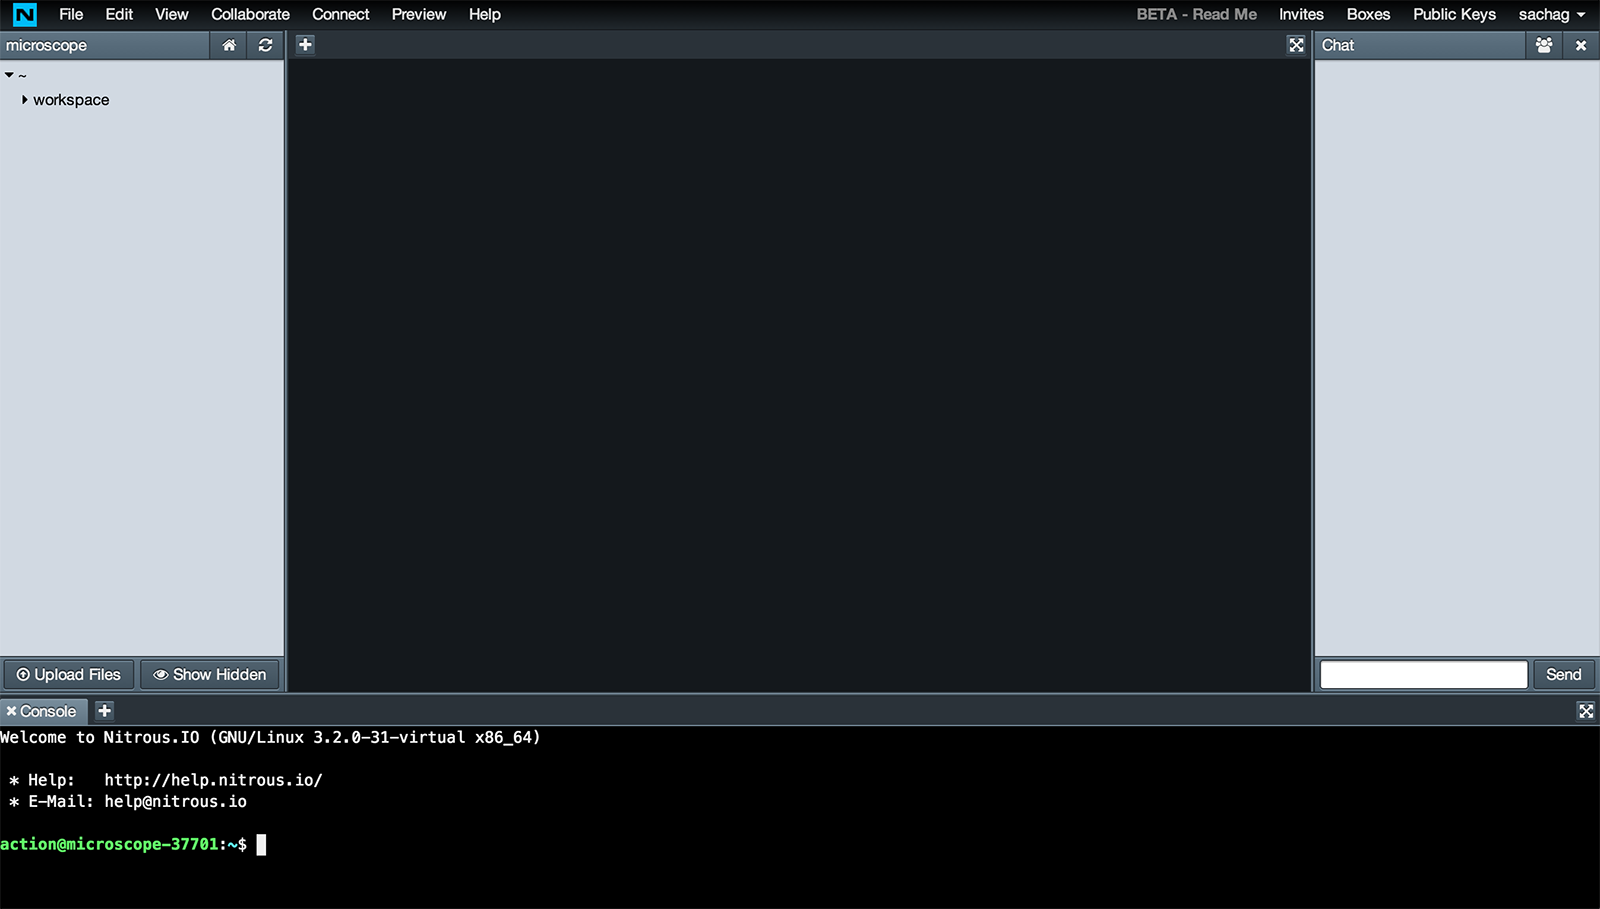 N File Edit View Collaborate Connect Preview Help BETA - Read Me Invites Boxes Public Keys sachag
microscope
Chat
~
workspace
Upload Files Show Hidden
Send
Console
Welcome to Nitrous.IO (GNU/Linux 3.2.0-31-virtual x86_64)
* Help: http://help.nitrous.io/
* E-Mail: help@nitrous.io
action@microscope-37701:~$